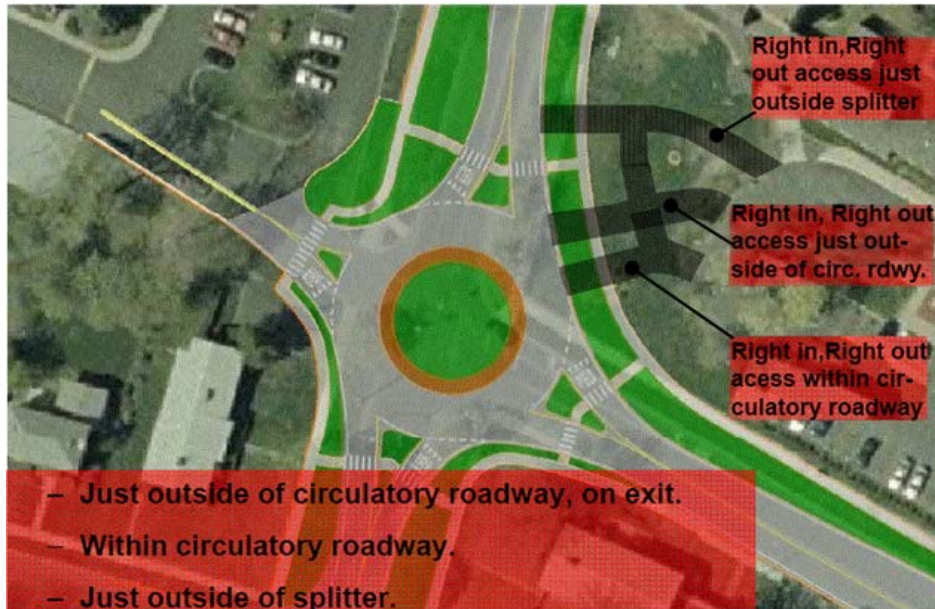 Right in,Right
out access just
outside splitter
Right in, Right out
access just out-
side of circ. rdwy.
Right in,Right out
acess within cir-
culatory roadway
– Just outside of circulatory roadway, on exit.
– Within circulatory roadway.
– Just outside of splitter.